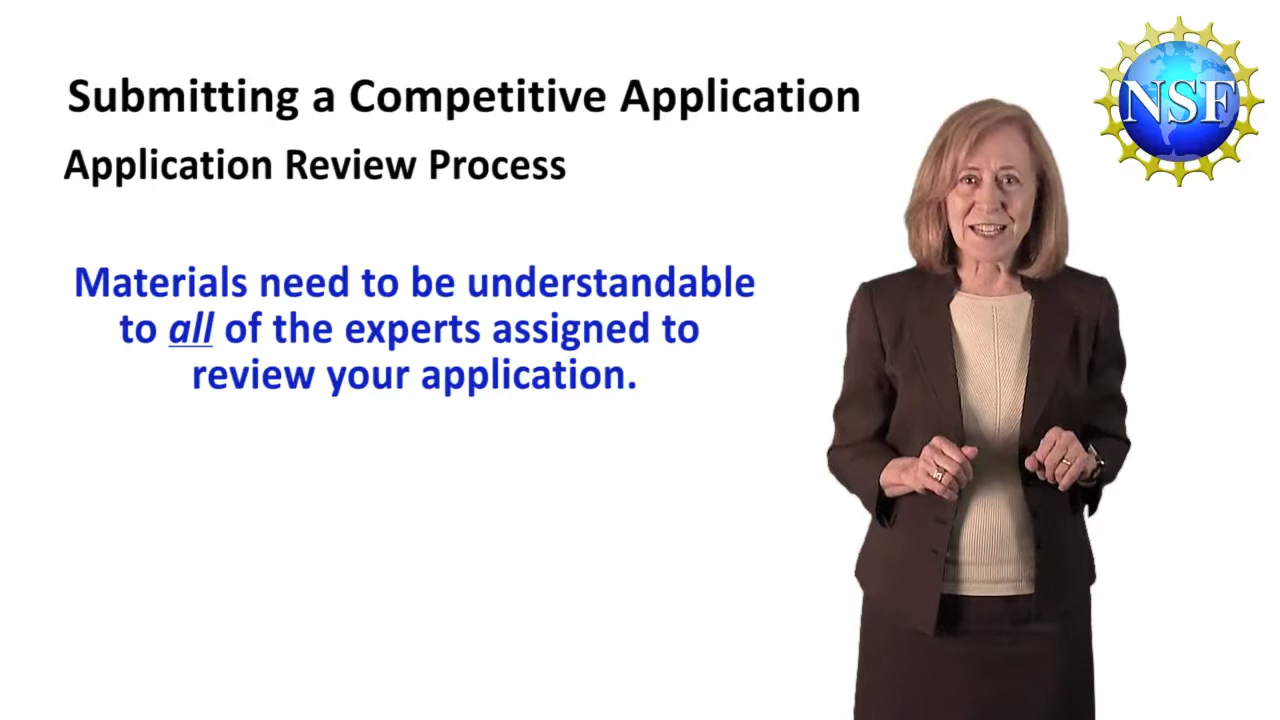 NSF
Submitting a Competitive Application
Application Review Process
Materials need to be understandable
to all of the experts assigned to
review your application.